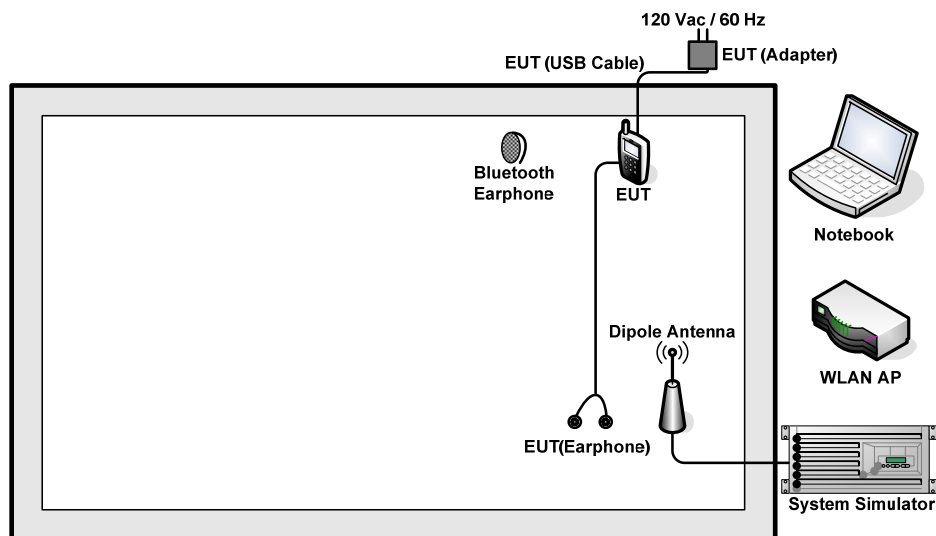 120 Vac / 60 Hz
EUT (USB Cable)
EUT (Adapter)
Bluetooth
Earphone
EUT
Notebook
Dipole Antenna
WLAN AP
EUT(Earphone)
System Simulator